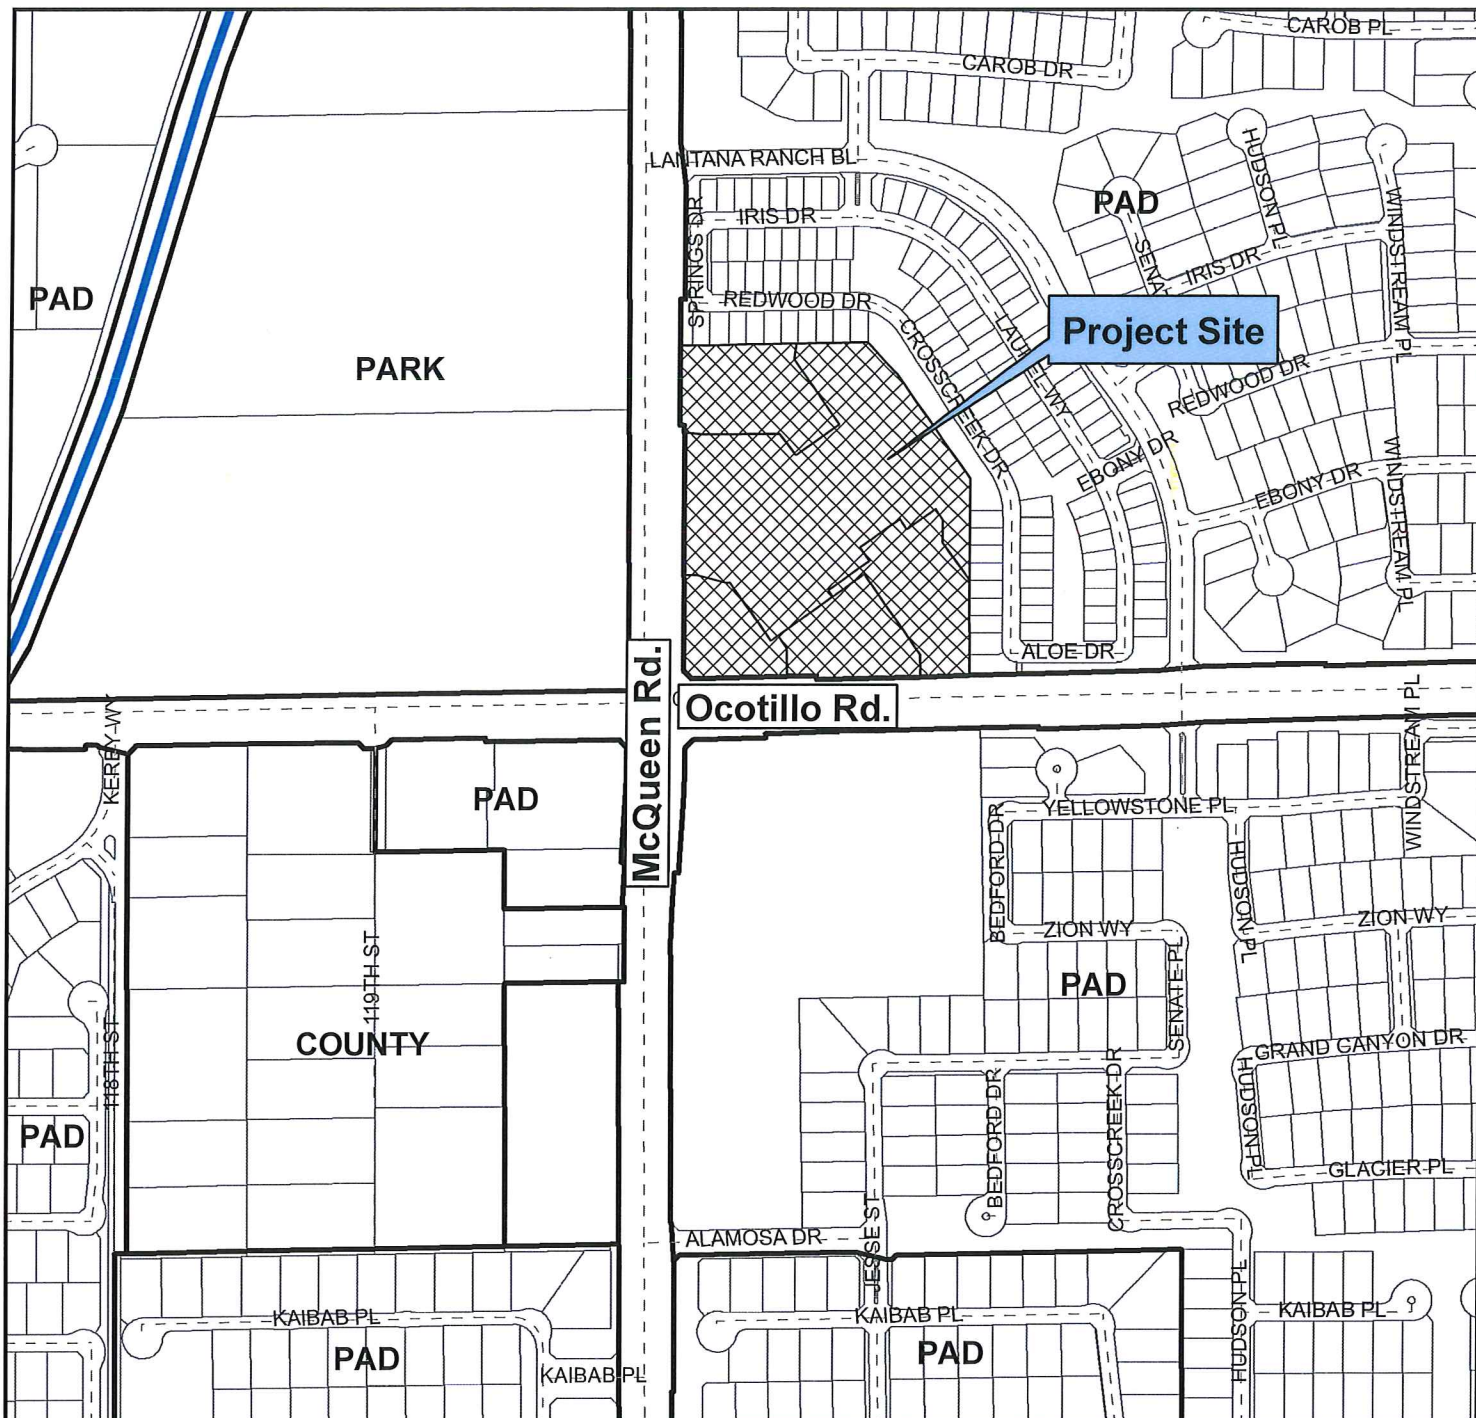 CAROB PL
CAROB DR
LANTANA RANCH BL
HUDSON PL
PAD
WINDSTREAM PL
SPRINGS DR
IRIS DR
IRIS DR
PAD
REDWOOD DR
Project Site
CROSSCREEK DR
LAUREL WY
PARK
REDWOOD DR
EBONY DR
EBONY DR
WINDSTREAM PL
ALOE DR
McQueen Rd.
Ocotillo Rd.
KERBY WY
WINDSTREAM PL
PAD
YELLOWSTONE PL
BEDFORD DR
HUDSON PL
ZION WY
ZION WY
SENATE PL
PAD
119TH ST
COUNTY
118TH ST
GRAND CANYON DR
HUDSON PL
BEDFORD DR
CROSSCREEK DR
PAD
GLACIER PL
ALAMOSA DR
JESSE ST
KAIBAB PL
KAIBAB PL
HUDSON PL
KAIBAB PL
PAD
PAD
KAIBAB PL